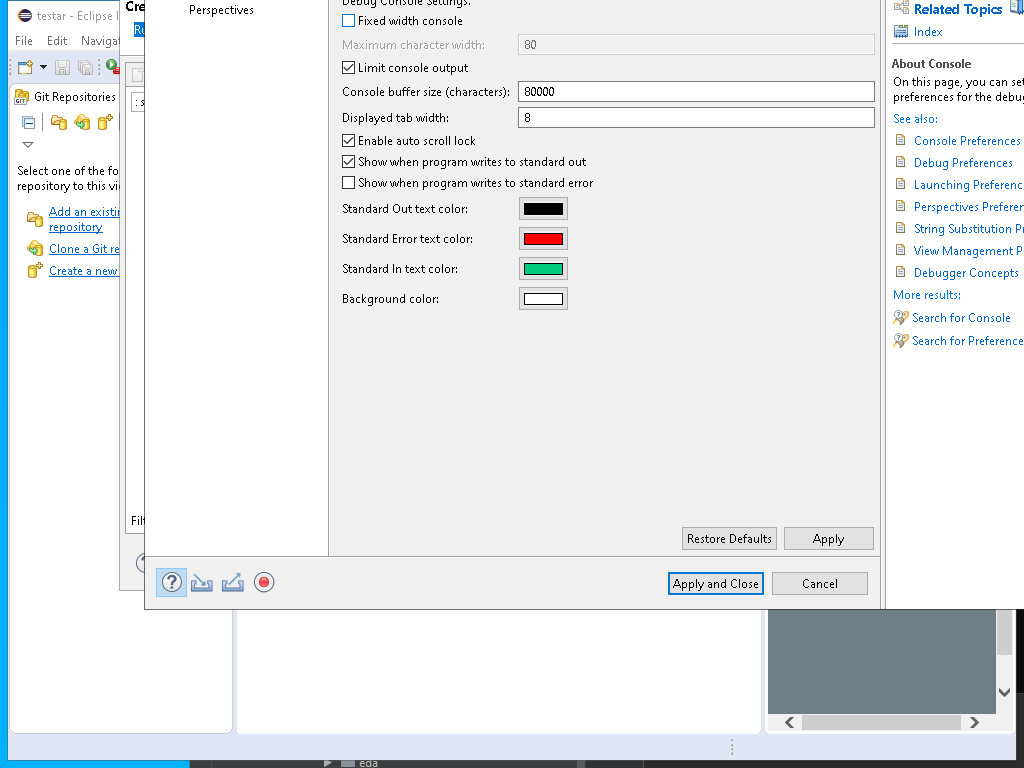 testar - Eclipse
File Edit Navigat
Cre
Ru
Perspectives
Debug Console Settings.
Fixed width console
Maximum character width:
80
Limit console output
Console buffer size (characters):
80000
Displayed tab width:
8
Enable auto scroll lock
Show when program writes to standard out
Show when program writes to standard error
Standard Out text color:
Standard Error text color:
Standard In text color:
Background color:
Restore Defaults
Apply
Apply and Close
Cancel
Related Topics
Index
About Console
On this page, you can set
preferences for the debug
See also:
Console Preferences
Debug Preferences
Launching Preferenc
Perspectives Preferen
String Substitution Pr
View Management P
Debugger Concepts
More results:
Search for Console
Search for Preference
Git Repositories
GIT
Select one of the fo
repository to this vi
Add an existin
repository
Clone a Git re
Create a new
Filt
eda